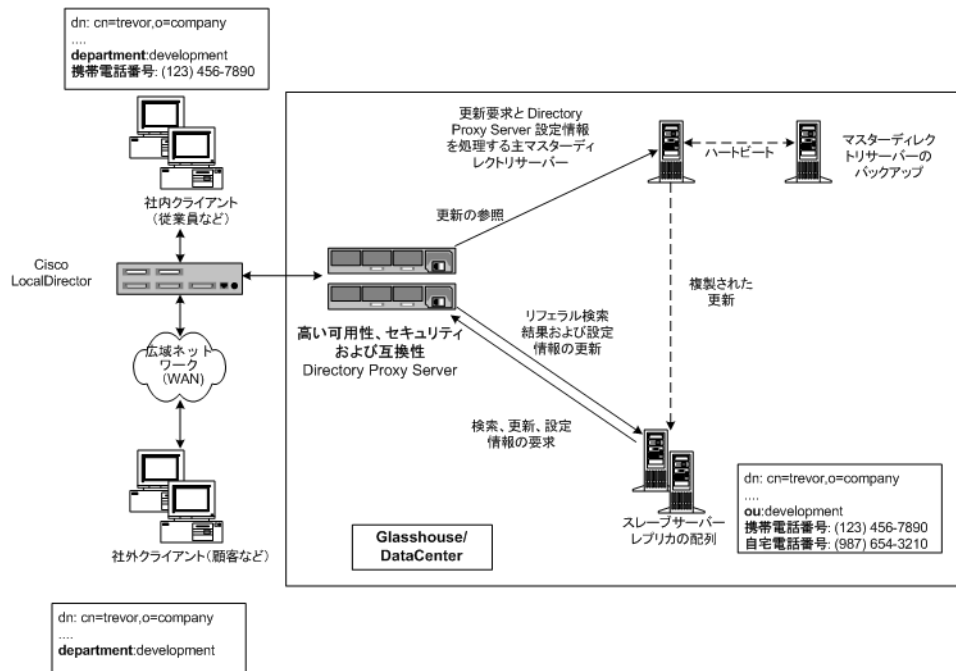 dn: cn=trevor,o=company
....
department:development
携帯電話番号: (123) 456-7890
社内クライアント
(従業員など)
Cisco
LocalDirector
広域ネット
ワーク
(WAN)
社外クライアント(顧客など)
dn: cn=trevor,o=company
....
department:development
更新要求と Directory
Proxy Server 設定情報
を処理する主マスターディ
レクトリサーバー
ハートビート
マスターディレク
トリサーバーの
バックアップ
更新の参照
複製された
更新
高い可用性、セキュリティ
および互換性
Directory Proxy Server
リフェラル検索
結果および設定
情報の更新
検索、更新、設定
情報の要求
スレーブサーバー
レプリカの配列
Glasshouse/
DataCenter
dn: cn=trevor,o=company
....
ou:development
携帯電話番号: (123) 456-7890
自宅電話番号: (987) 654-3210